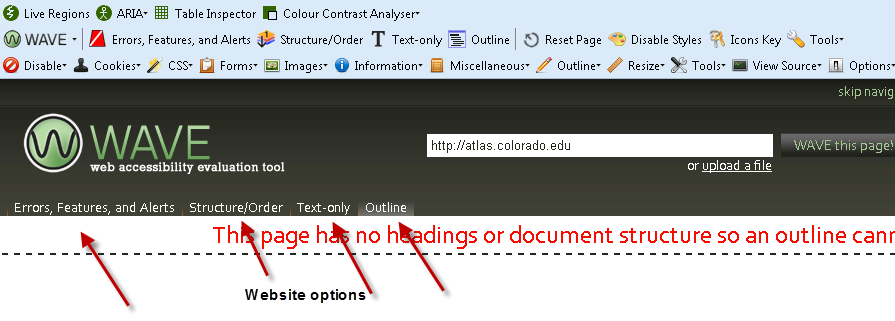 Live Regions ARIA Table Inspector Colour Contrast Analyser
WAVE Errors, Features, and Alerts Structure/Order Text-only Outline Reset Page Disable Styles Icons Key Tools
Disable Cookies CSS Forms Images Information Miscellaneous Outline Resize Tools View Source Options
skip navig
WAVE
web accessibility evaluation tool
http://atlas.colorado.edu WAVE this page!
or upload a file
Errors, Features, and Alerts Structure/Order Text-only Outline
This page has no headings or document structure so an outline cann
Website options